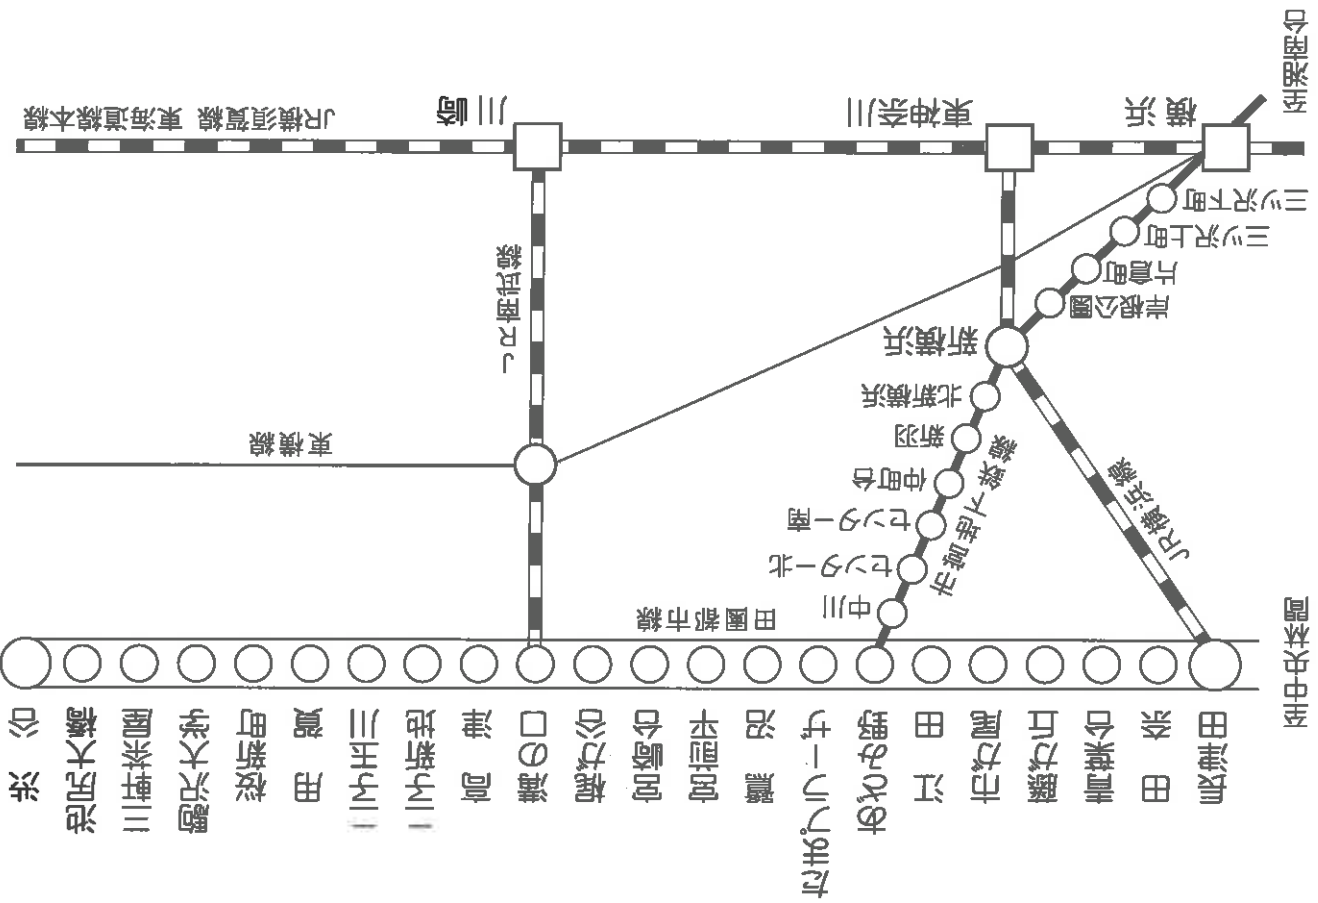 至湘南台
JR横須賀線 東海道線本線
川崎
東神奈川
横浜
三ツ沢下町
三ツ沢上町
片倉町
岸根公園
新横浜
北新横浜
新羽
仲町台
センター南
センター北
中川
JR南武線
東横線
市営地下鉄線
JR横浜線
田園都市線
至中央林間
渋谷
池尻大橋
三軒茶屋
駒沢大学
桜新町
用賀
二子玉川
二子新地
高津
溝の口
梶が谷
宮崎台
宮前平
鷺沼
たまプラーザ
あざみ野
江田
市が尾
藤が丘
青葉台
田奈
長津田